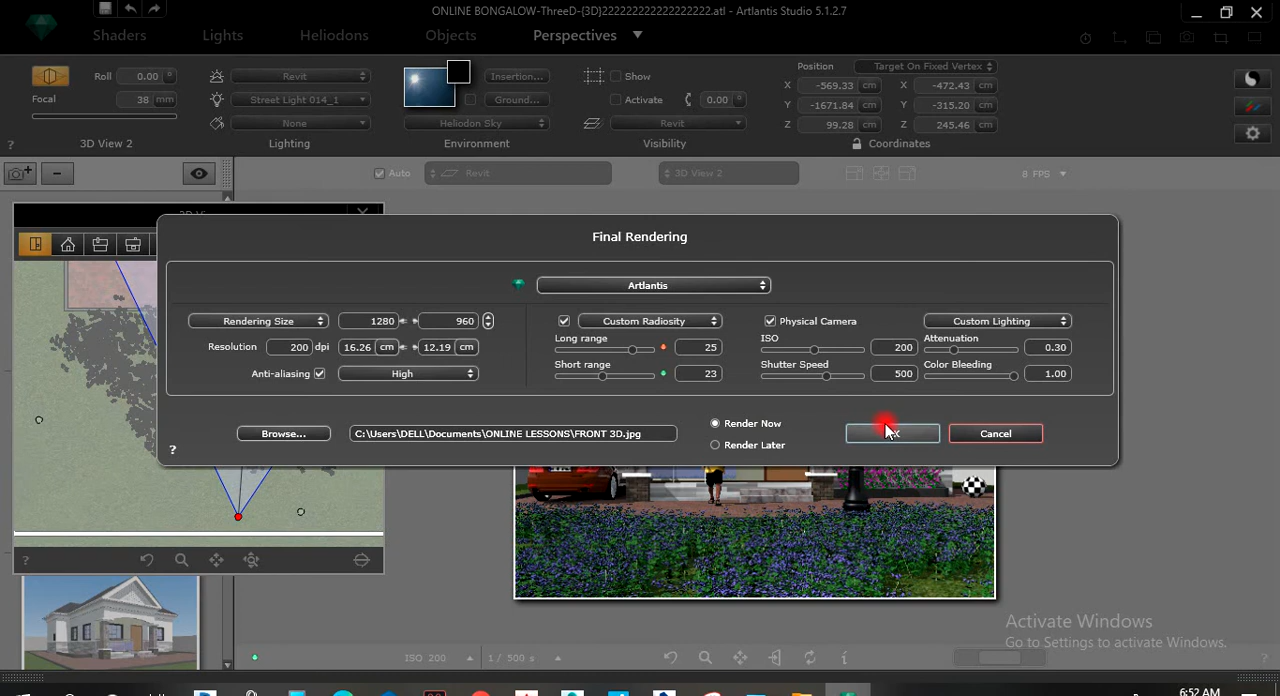 ONLINE BONGALOW-ThreeD-{3D}222222222222222222.atl - Artlantis Studio 5.1.2.7
Shaders Lights Heliodons Objects Perspectives
Roll 0.00 °
Focal 38 mm
3D View 2
Revit
Street Light 014_1
None
Lighting
Insertion...
Ground...
Heliodon Sky
Environment
Show
Activate 0.00 °
Revit
Visibility
Position Target On Fixed Vertex
X -569.33 cm X -472.43 cm
Y -1671.84 cm Y -315.20 cm
Z 99.28 cm Z 245.46 cm
Coordinates
?
Auto Revit 3D View 2 8 FPS
Final Rendering
Artlantis
Rendering Size 1280 960
Resolution 200 dpi 16.26 cm 12.19 cm
Anti-aliasing High
Custom Radiosity
Long range 25
Short range 23
Physical Camera
ISO 200
Shutter Speed 500
Custom Lighting
Attenuation 0.30
Color Bleeding 1.00
Browse... C:\Users\DELL\Documents\ONLINE LESSONS\FRONT 3D.jpg
Render Now
Render Later
Cancel
?
?
Activate Windows
Go to Settings to activate Windows.
ISO 200 1 / 500 s
?
6:52 AM